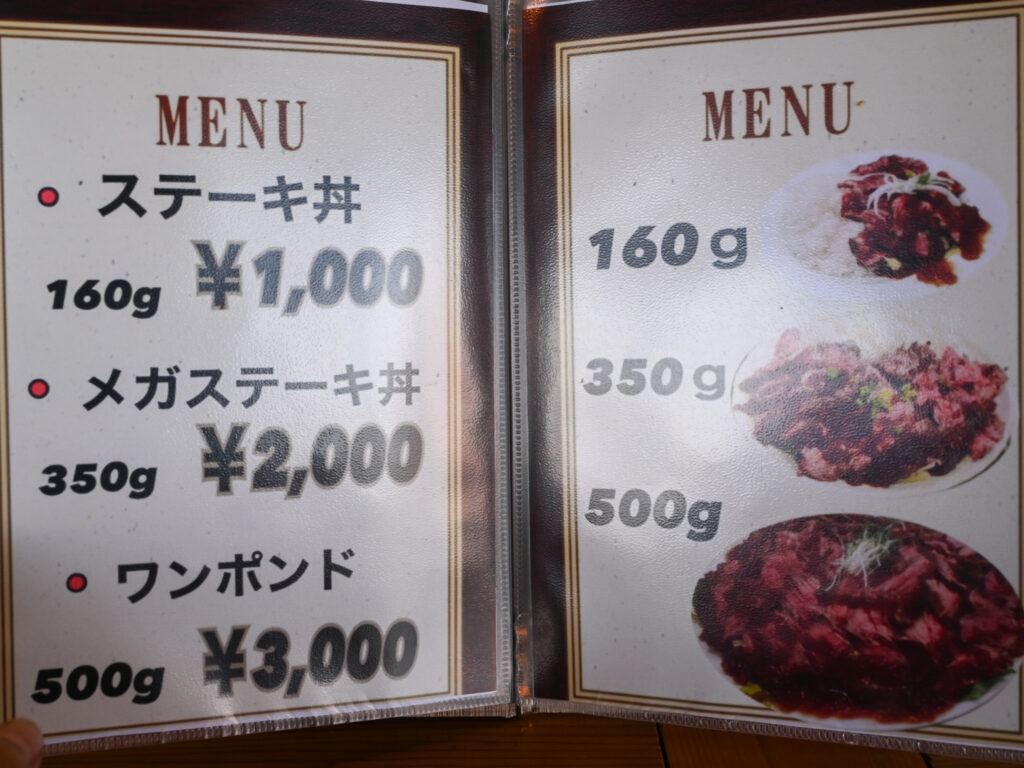 MENU
ステーキ丼
160g ¥1,000
メガステーキ丼
350g ¥2,000
ワンポンド
500g ¥3,000
MENU
160g
350g
500g